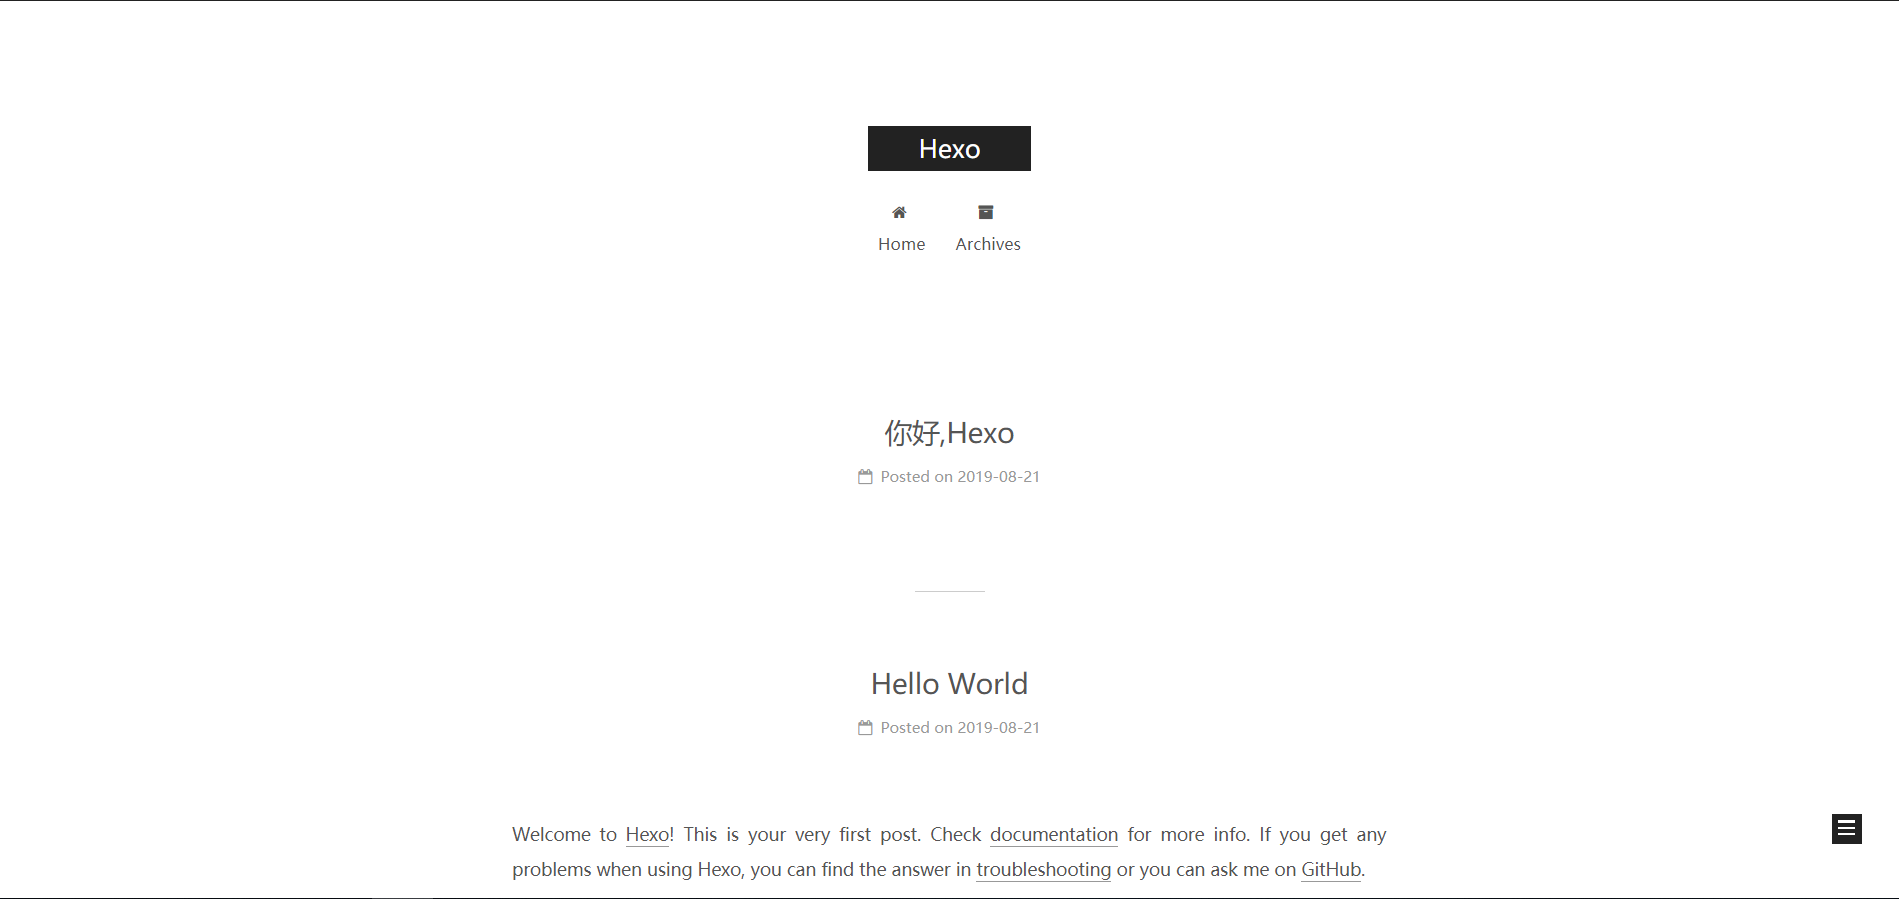 Hexo
Home Archives
你好,Hexo
Posted on 2019-08-21
Hello World
Posted on 2019-08-21
Welcome to Hexo! This is your very first post. Check documentation for more info. If you get any
problems when using Hexo, you can find the answer in troubleshooting or you can ask me on GitHub.